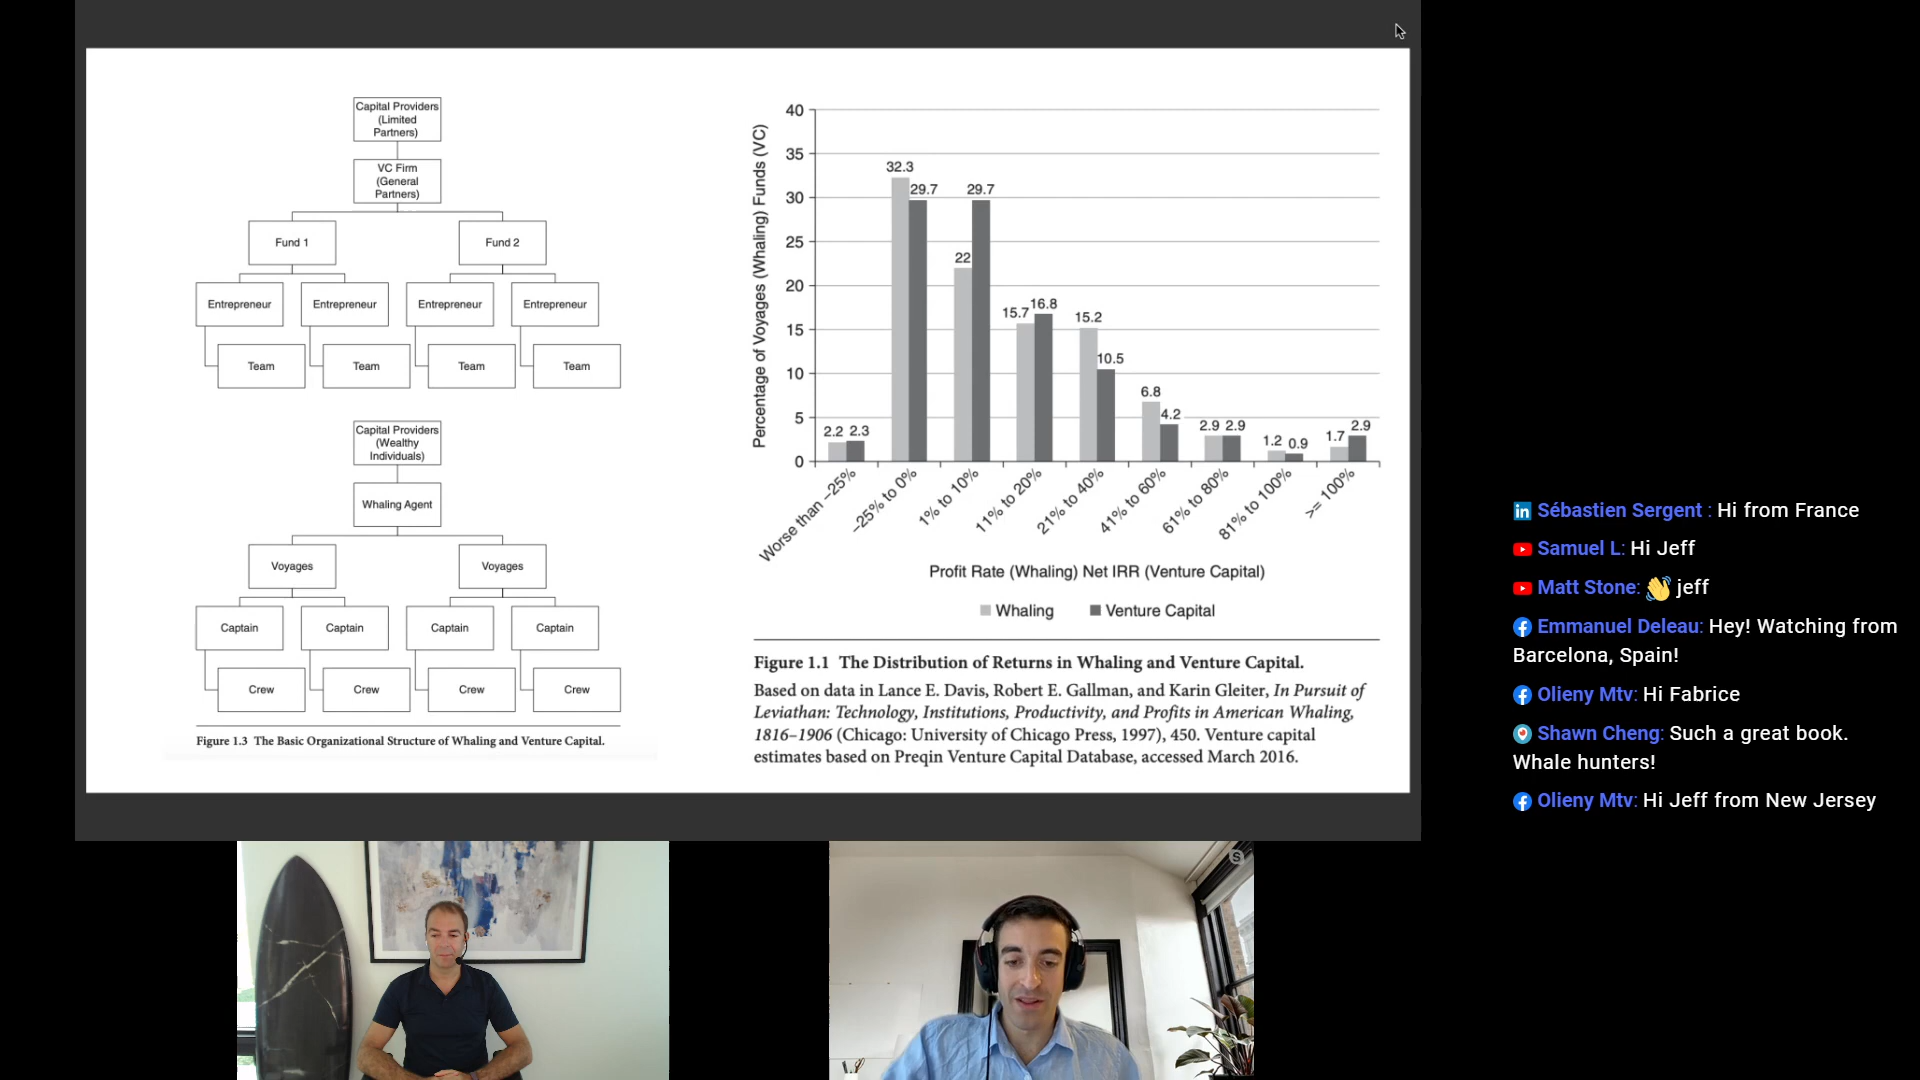 Capital Providers
(Limited
Partners)
VC Firm
(General
Partners)
Fund 1
Fund 2
Entrepreneur
Entrepreneur
Entrepreneur
Entrepreneur
Team
Team
Team
Team
Capital Providers
(Wealthy
Individuals)
Whaling Agent
Voyages
Voyages
Captain
Captain
Captain
Captain
Crew
Crew
Crew
Crew
Figure 1.3 The Basic Organizational Structure of Whaling and Venture Capital.
Percentage of Voyages (Whaling) Funds (VC)
40
35
30
25
20
15
10
5
0
2.2 2.3
32.3
29.7
22
29.7
15.7 16.8
15.2
10.5
6.8
4.2
2.9 2.9
1.2 0.9
1.7 2.9
Worse than −25%
−25% to 0%
1% to 10%
11% to 20%
21% to 40%
41% to 60%
61% to 80%
81% to 100%
>= 100%
Profit Rate (Whaling) Net IRR (Venture Capital)
Whaling Venture Capital
Figure 1.1 The Distribution of Returns in Whaling and Venture Capital.
Based on data in Lance E. Davis, Robert E. Gallman, and Karin Gleiter, In Pursuit of
Leviathan: Technology, Institutions, Productivity, and Profits in American Whaling,
1816–1906 (Chicago: University of Chicago Press, 1997), 450. Venture capital
estimates based on Preqin Venture Capital Database, accessed March 2016.
in Sébastien Sergent : Hi from France
Samuel L: Hi Jeff
Matt Stone: 👋 jeff
Emmanuel Deleau: Hey! Watching from
Barcelona, Spain!
Olieny Mtv: Hi Fabrice
Shawn Cheng: Such a great book.
Whale hunters!
Olieny Mtv: Hi Jeff from New Jersey
S